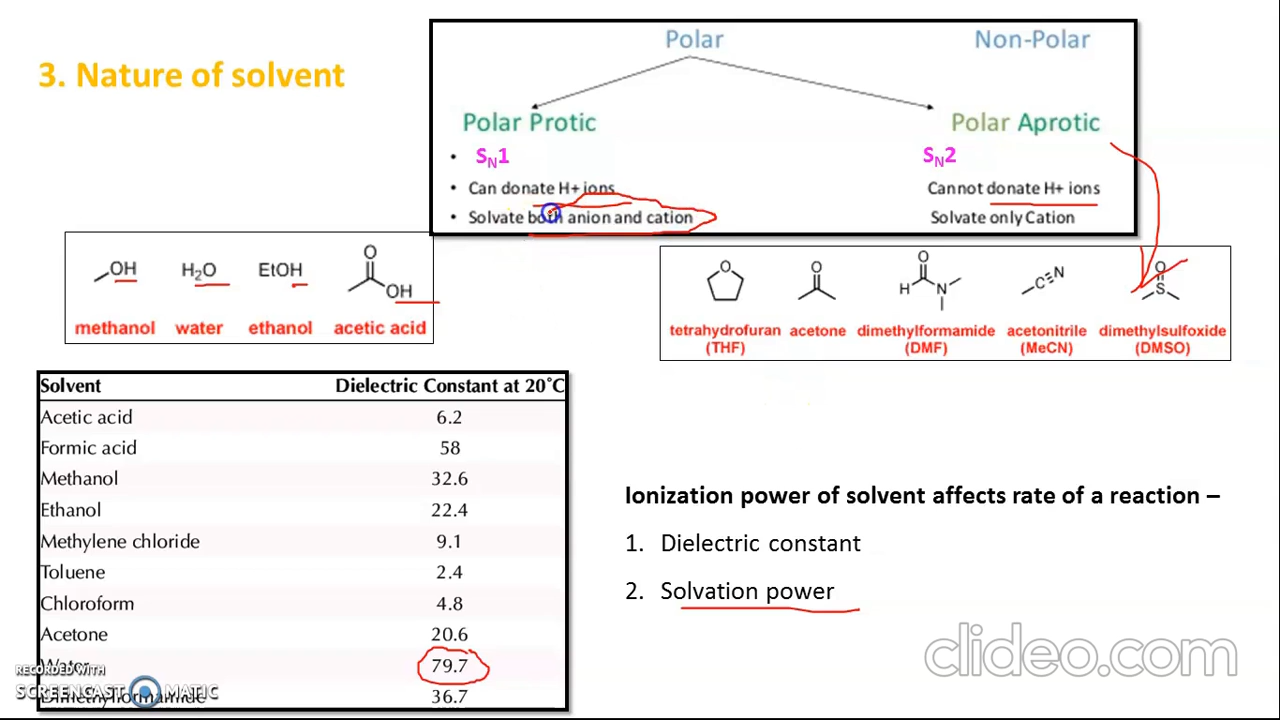 3. Nature of solvent
Polar
Non-Polar
Polar Protic
Polar Aprotic
• SN1
SN2
• Can donate H+ ions
Cannot donate H+ ions
• Solvate both anion and cation
Solvate only Cation
OH
H2O
EtOH
O
OH
methanol
water
ethanol
acetic acid
O
O
O
H
N
C
N
O
S
tetrahydrofuran
(THF)
acetone
dimethylformamide
(DMF)
acetonitrile
(MeCN)
dimethylsulfoxide
(DMSO)
Solvent Dielectric Constant at 20˚C
Acetic acid 6.2
Formic acid 58
Methanol 32.6
Ethanol 22.4
Methylene chloride 9.1
Toluene 2.4
Chloroform 4.8
Acetone 20.6
Water 79.7
Dimethylformamide 36.7
Ionization power of solvent affects rate of a reaction –
1. Dielectric constant
2. Solvation power
RECORDED WITH
SCREENCAST MATIC
clideo.com